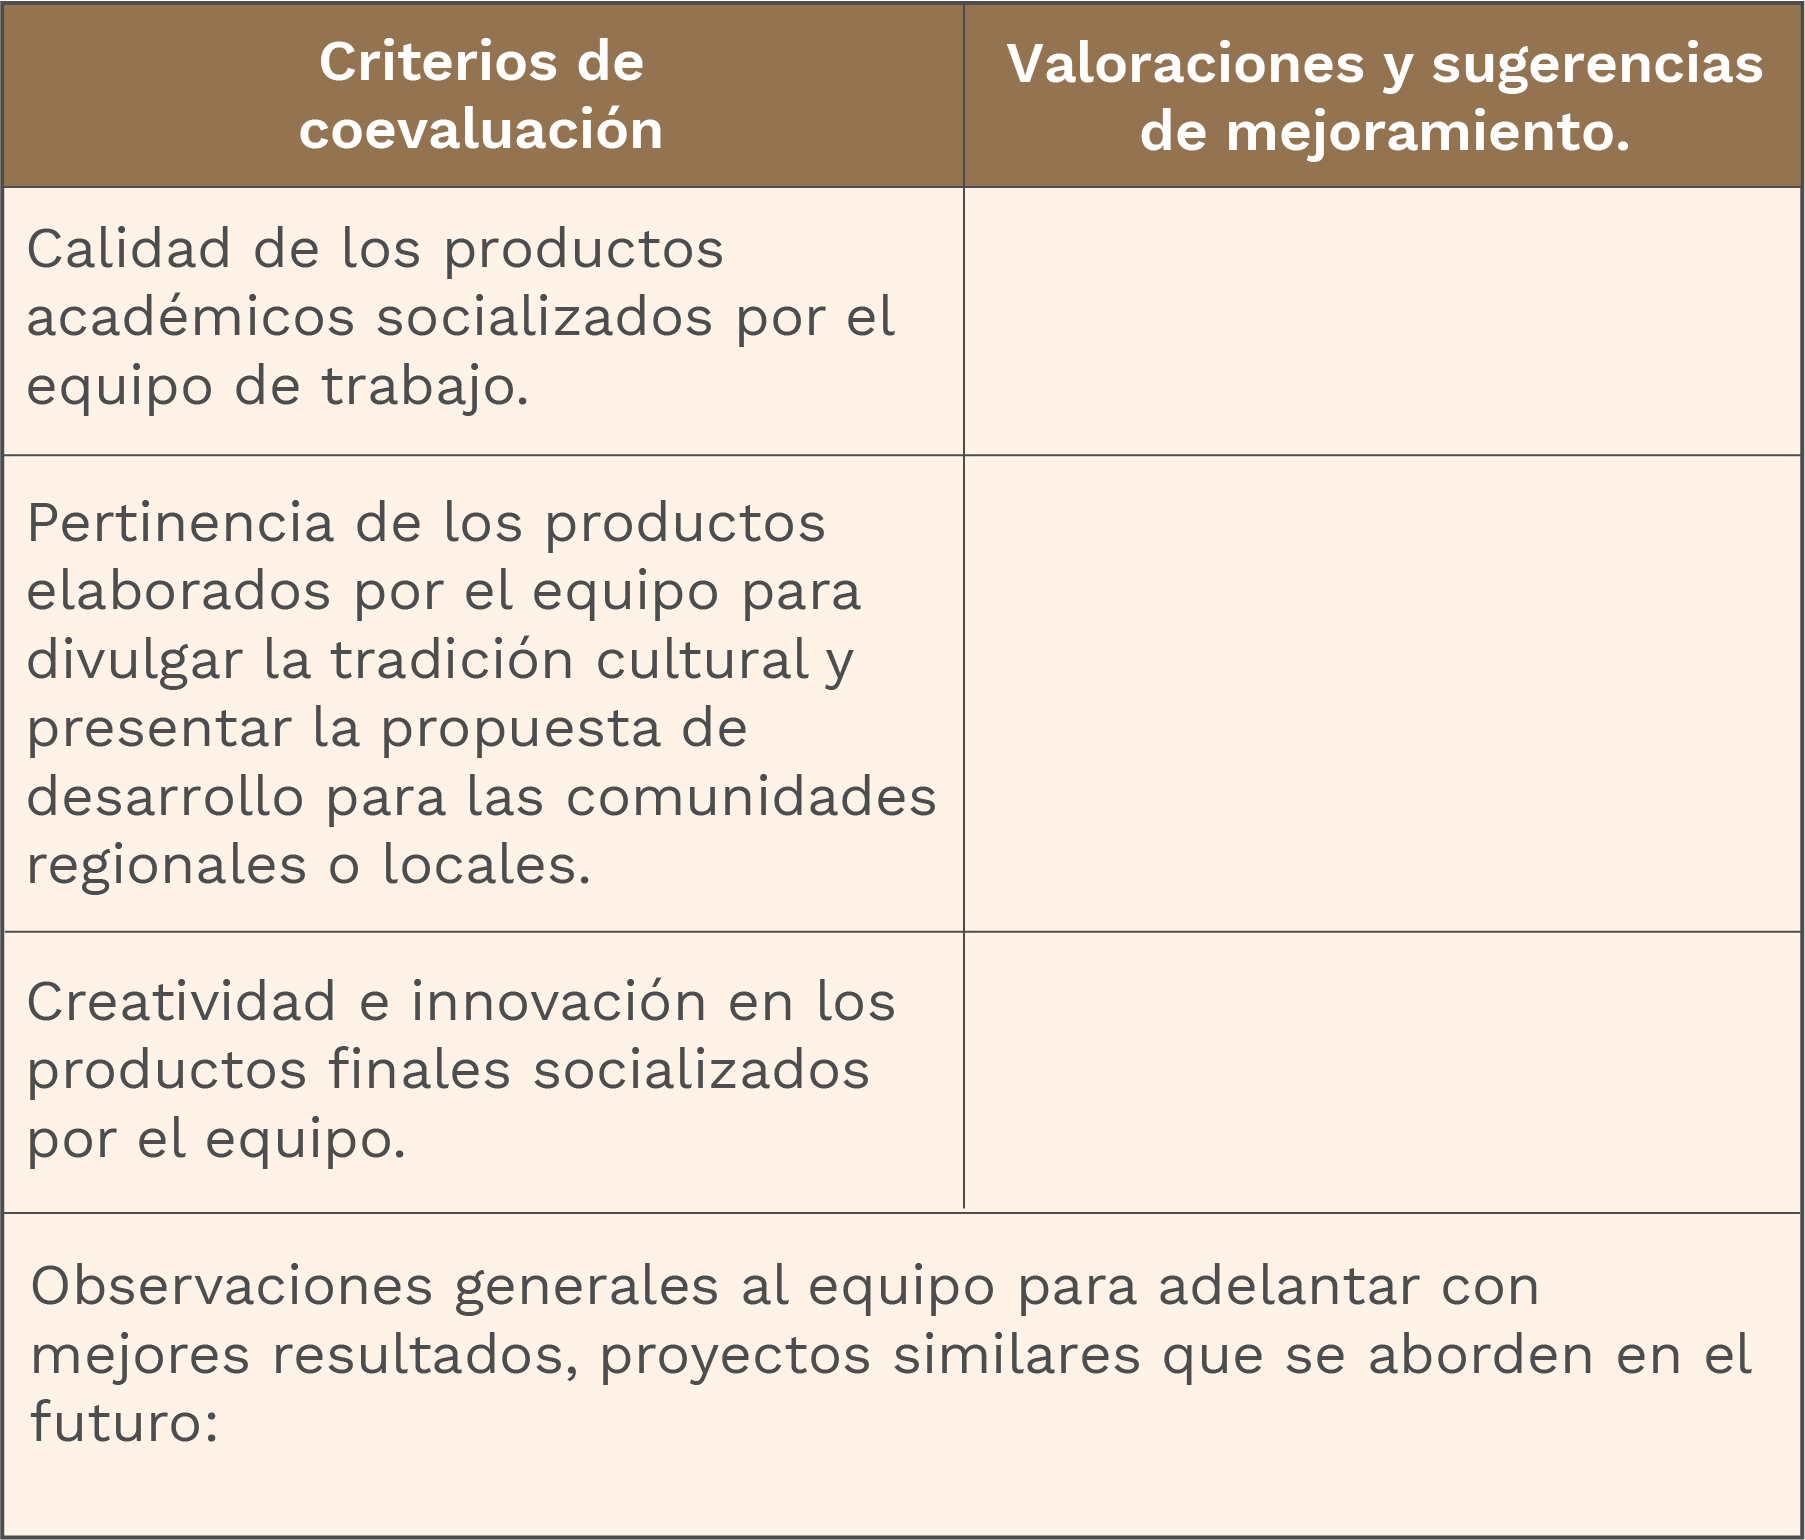 Criterios de
coevaluación
Valoraciones y sugerencias
de mejoramiento.
Calidad de los productos
académicos socializados por el
equipo de trabajo.
Pertinencia de los productos
elaborados por el equipo para
divulgar la tradición cultural y
presentar la propuesta de
desarrollo para las comunidades
regionales o locales.
Creatividad e innovación en los
productos finales socializados
por el equipo.
Observaciones generales al equipo para adelantar con
mejores resultados, proyectos similares que se aborden en el
futuro: